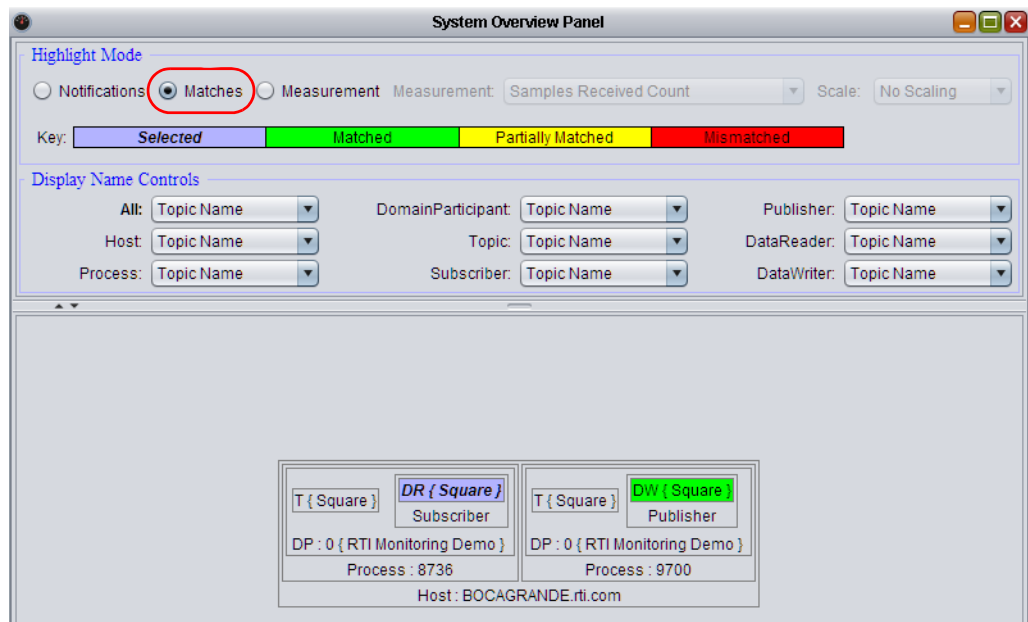 System Overview Panel
Highlight Mode
Notifications Matches Measurement Measurement: Samples Received Count Scale: No Scaling
Key: Selected Matched Partially Matched Mismatched
Display Name Controls
All: Topic Name DomainParticipant: Topic Name Publisher: Topic Name
Host: Topic Name Topic: Topic Name DataReader: Topic Name
Process: Topic Name Subscriber: Topic Name DataWriter: Topic Name
T { Square } DR { Square } T { Square } DW { Square }
Subscriber Publisher
DP : 0 { RTI Monitoring Demo } DP : 0 { RTI Monitoring Demo }
Process : 8736 Process : 9700
Host : BOCAGRANDE.rti.com